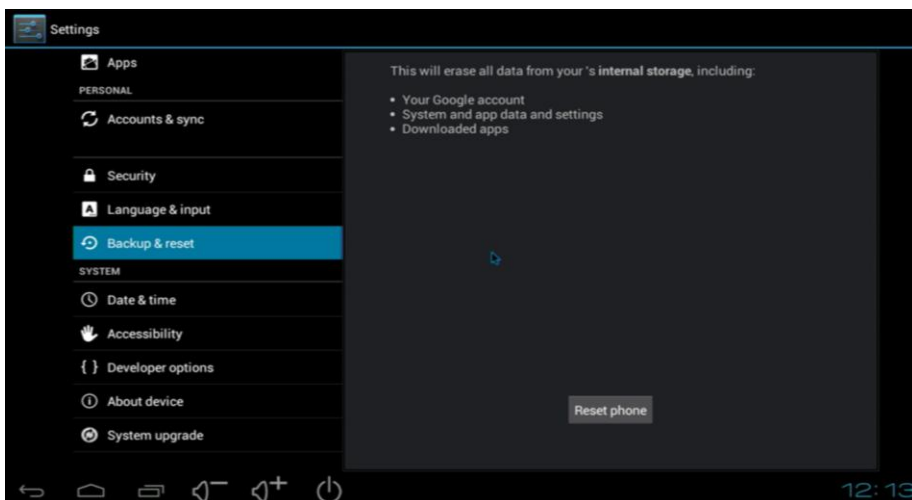 Settings
Apps
PERSONAL
Accounts & sync
Security
Language & input
Backup & reset
SYSTEM
Date & time
Accessibility
{ } Developer options
About device
System upgrade
This will erase all data from your 's internal storage, including:
• Your Google account
• System and app data and settings
• Downloaded apps
Reset phone
12:13